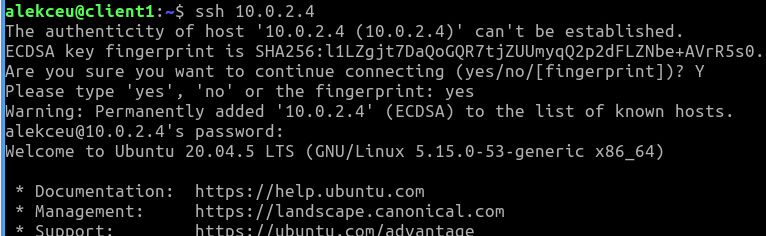 alekceu@client1:~$ ssh 10.0.2.4
The authenticity of host '10.0.2.4 (10.0.2.4)' can't be established.
ECDSA key fingerprint is SHA256:l1LZgjt7DaQoGQR7tjZUUmyqQ2p2dFLZNbe+AVrR5s0.
Are you sure you want to continue connecting (yes/no/[fingerprint])? Y
Please type 'yes', 'no' or the fingerprint: yes
Warning: Permanently added '10.0.2.4' (ECDSA) to the list of known hosts.
alekceu@10.0.2.4's password:
Welcome to Ubuntu 20.04.5 LTS (GNU/Linux 5.15.0-53-generic x86_64)
* Documentation: https://help.ubuntu.com
* Management: https://landscape.canonical.com
* Support: https://ubuntu.com/advantage